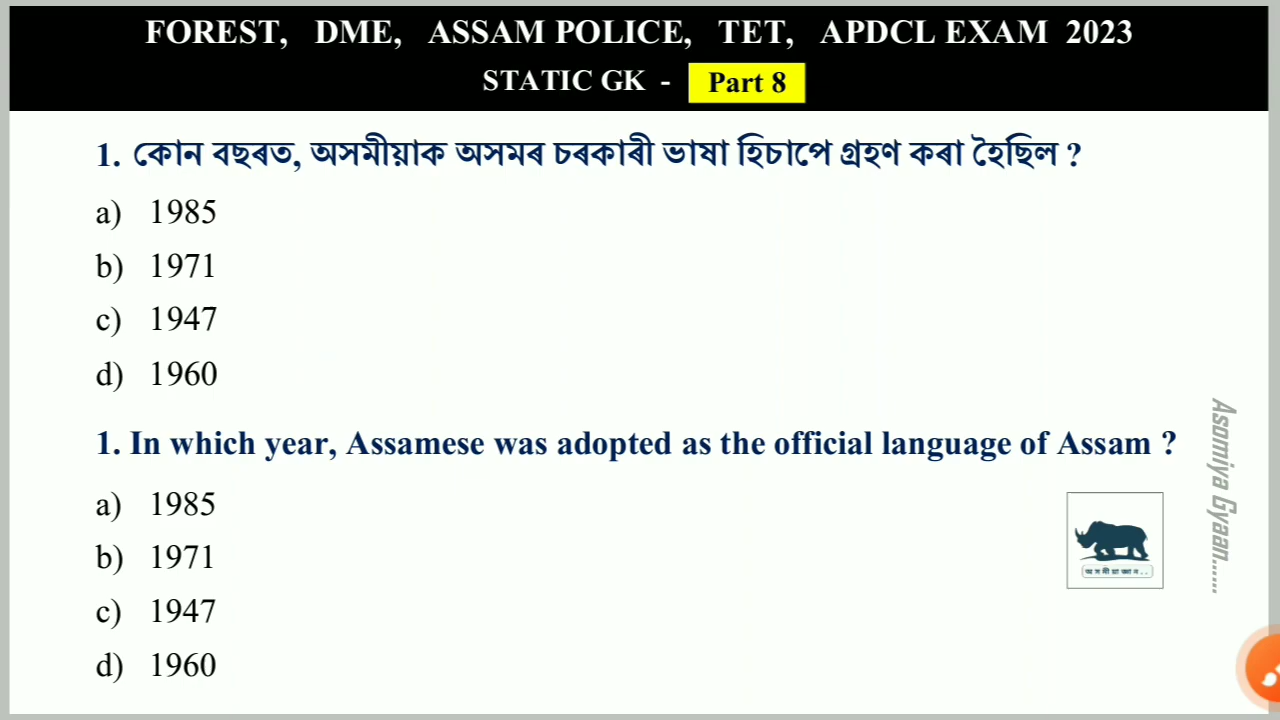 FOREST, DME, ASSAM POLICE, TET, APDCL EXAM 2023
STATIC GK - Part 8
1. কোন বছৰত, অসমীয়াক অসমৰ চৰকাৰী ভাষা হিচাপে গ্ৰহণ কৰা হৈছিল ?
a) 1985
b) 1971
c) 1947
d) 1960
1. In which year, Assamese was adopted as the official language of Assam ?
a) 1985
b) 1971
c) 1947
d) 1960
Asomiya Gyaan.....
অ স মী য়া জ্ঞা ন . .